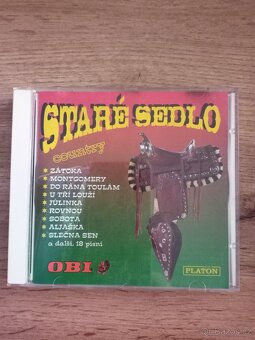 STARÉ SEDLO
country
ZÁTOKA
MONTGOMERY
DO RÁNA TOULÁM
U TŘÍ LOUŽÍ
JULINKA
ROVNOU
SOBOTA
ALJAŠKA
SLEČNA SEN
a další. 18 písní
OBI
PLATON